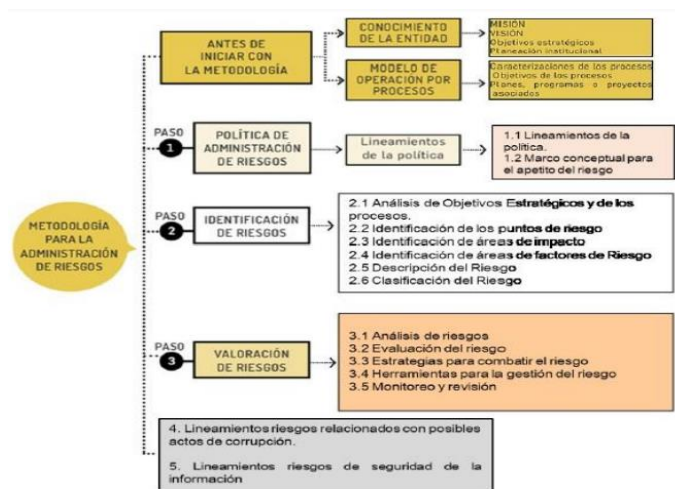 ANTES DE
INICIAR CON
LA METODOLOGÍA
CONOCIMIENTO
DE LA ENTIDAD
MISIÓN
VISIÓN
Objetivos estratégicos
Planeación institucional
MODELO DE
OPERACIÓN POR
PROCESOS
Caracterizaciones de los procesos
Objetivos de los procesos
Planes, programas o proyectos
asociados
METODOLOGÍA
PARA LA
ADMINISTRACIÓN
DE RIESGOS
PASO
1
POLÍTICA DE
ADMINISTRACIÓN
DE RIESGOS
Lineamientos
de la política
1.1 Lineamientos de la
política.
1.2 Marco conceptual para
el apetito del riesgo
PASO
2
IDENTIFICACIÓN
DE RIESGOS
2.1 Análisis de Objetivos Estratégicos y de los
procesos.
2.2 Identificación de los puntos de riesgo
2.3 Identificación de áreas de impacto
2.4 Identificación de áreas de factores de Riesgo
2.5 Descripción del Riesgo
2.6 Clasificación del Riesgo
PASO
3
VALORACIÓN
DE RIESGOS
3.1 Análisis de riesgos
3.2 Evaluación del riesgo
3.3 Estrategias para combatir el riesgo
3.4 Herramientas para la gestión del riesgo
3.5 Monitoreo y revisión
4. Lineamientos riesgos relacionados con posibles
actos de corrupción.
5. Lineamientos riesgos de seguridad de la
información